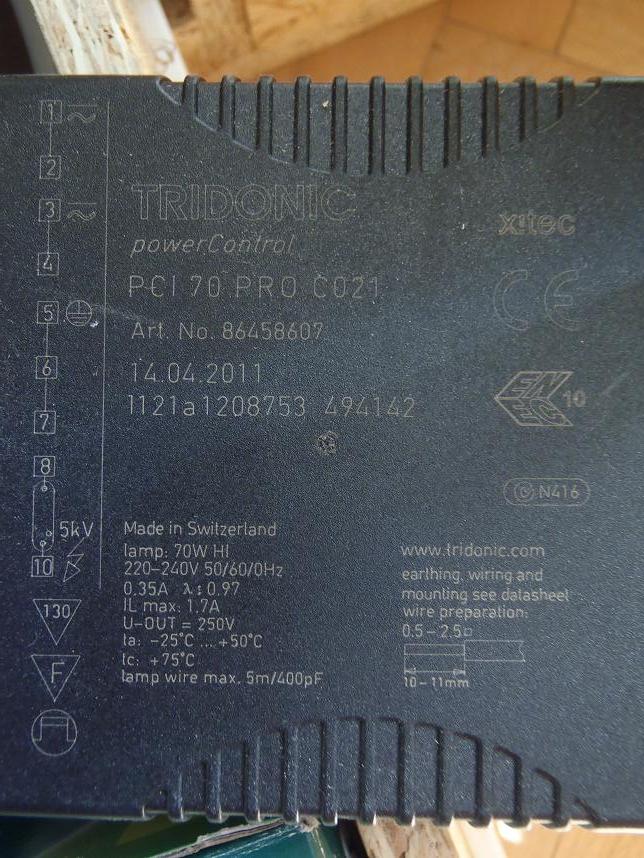 1
2
3
4
5
6
7
8
5kV
10
130
F
TRIDONIC
powerControl
PCI 70 PRO C021
Art. No. 86458607
14.04.2011
1121a1208753 494142
x!tec
CE
ENEC 10
N416
Made in Switzerland
lamp: 70W HI
220-240V 50/60/0Hz
0.35A λ: 0.97
IL max: 1.7A
U-OUT = 250V
ta: -25°C ... +50°C
tc: +75°C
lamp wire max. 5m/400pF
www.tridonic.com
earthing, wiring and
mounting see datasheet
wire preparation:
0.5 - 2.5□
10-11mm